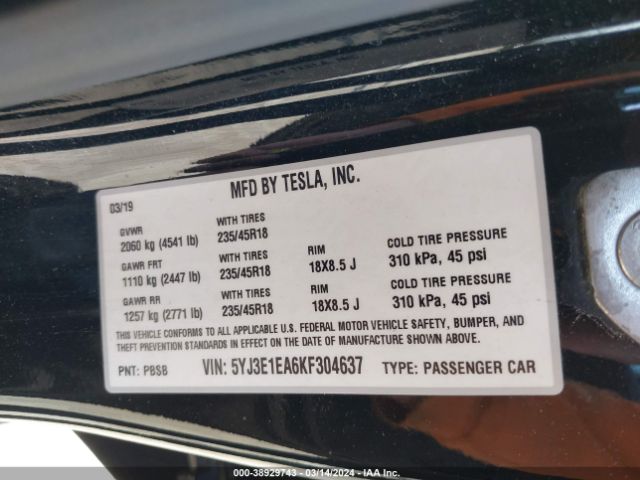 MFD BY TESLA, INC.
03/19
GVWR WITH TIRES
2060 kg (4541 lb) 235/45R18
GAWR FRT WITH TIRES RIM COLD TIRE PRESSURE
1110 kg (2447 lb) 235/45R18 18X8.5 J 310 kPa, 45 psi
GAWR RR WITH TIRES RIM COLD TIRE PRESSURE
1257 kg (2771 lb) 235/45R18 18X8.5 J 310 kPa, 45 psi
THIS VEHICLE CONFORMS TO ALL APPLICABLE U.S. FEDERAL MOTOR VEHICLE SAFETY, BUMPER, AND
THEFT PREVENTION STANDARDS IN EFFECT ON THE DATE OF MANUFACTURE SHOWN ABOVE.
PNT: PBSB VIN: 5YJ3E1EA6KF304637 TYPE: PASSENGER CAR
000-38929743 - 03/14/2024 - IAA Inc.